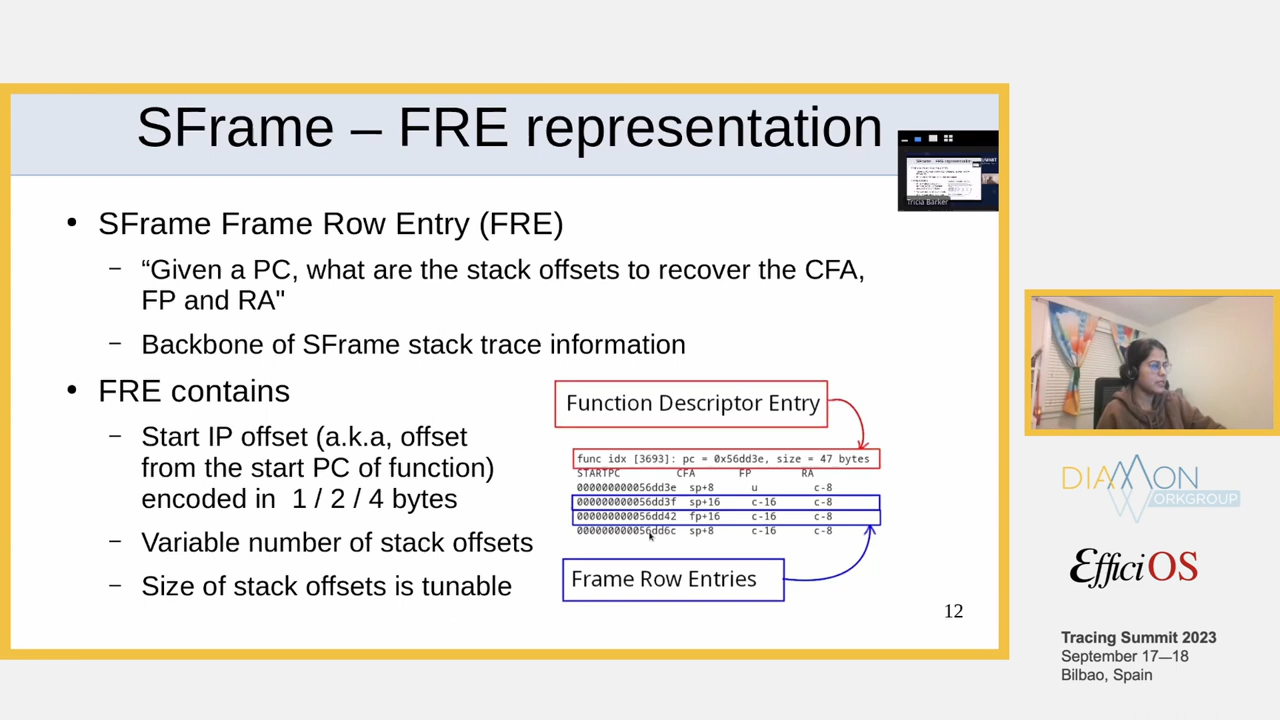 SFrame – FRE representation
Tricia Barker
• SFrame Frame Row Entry (FRE)
– “Given a PC, what are the stack offsets to recover the CFA,
FP and RA"
– Backbone of SFrame stack trace information
• FRE contains
– Start IP offset (a.k.a, offset
from the start PC of function)
encoded in 1 / 2 / 4 bytes
– Variable number of stack offsets
– Size of stack offsets is tunable
Function Descriptor Entry
func idx [3693]: pc = 0x56dd3e, size = 47 bytes
STARTPC CFA FP RA
000000000056dd3e sp+8 u c-8
000000000056dd3f sp+16 c-16 c-8
000000000056dd42 fp+16 c-16 c-8
000000000056dd6c sp+8 c-16 c-8
Frame Row Entries
12
DIAMON
WORKGROUP
EfficiOS
Tracing Summit 2023
September 17—18
Bilbao, Spain